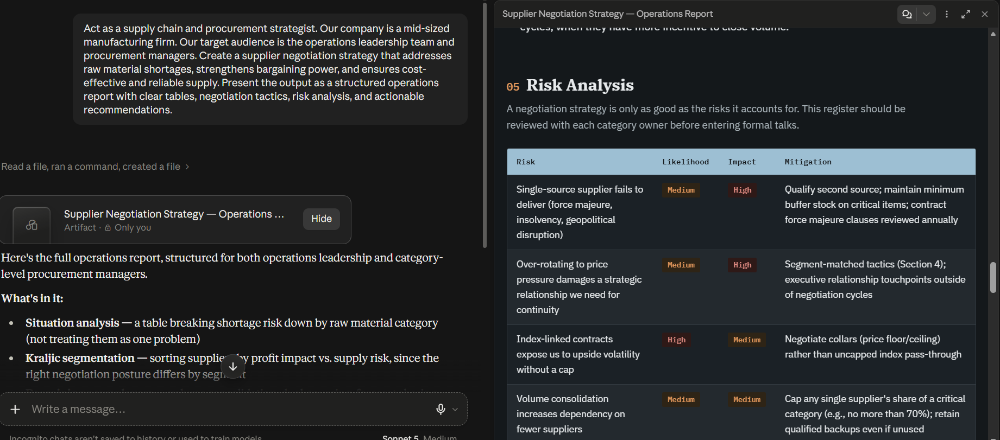 Act as a supply chain and procurement strategist. Our company is a mid-sized
manufacturing firm. Our target audience is the operations leadership team and
procurement managers. Create a supplier negotiation strategy that addresses
raw material shortages, strengthens bargaining power, and ensures cost-
effective and reliable supply. Present the output as a structured operations
report with clear tables, negotiation tactics, risk analysis, and actionable
recommendations.
Read a file, ran a command, created a file
Supplier Negotiation Strategy — Operations ...
Artifact · Only you
Hide
Here's the full operations report, structured for both operations leadership and category-
level procurement managers.
What's in it:
• Situation analysis — a table breaking shortage risk down by raw material category
(not treating them as one problem)
• Kraljic segmentation — sorting suppliers by profit impact vs. supply risk, since the
right negotiation posture differs by segment
Write a message...
Incognito chats aren't saved to history or used to train models
Sonnet 5 Medium
Supplier Negotiation Strategy — Operations Report
cycles, when they have more incentive to close volume.
05 Risk Analysis
A negotiation strategy is only as good as the risks it accounts for. This register should be
reviewed with each category owner before entering formal talks.
Risk Likelihood Impact Mitigation
Single-source supplier fails to Medium High Qualify second source; maintain minimum
deliver (force majeure, buffer stock on critical items; contract
insolvency, geopolitical force majeure clauses reviewed annually
disruption)
Over-rotating to price Medium High Segment-matched tactics (Section 4);
pressure damages a strategic executive relationship touchpoints outside
relationship we need for of negotiation cycles
continuity
Index-linked contracts High Medium Negotiate collars (price floor/ceiling)
expose us to upside volatility rather than uncapped index pass-through
without a cap
Volume consolidation Medium Medium Cap any single supplier's share of a critical
increases dependency on category (e.g., no more than 70%); retain
fewer suppliers qualified backups even if unused